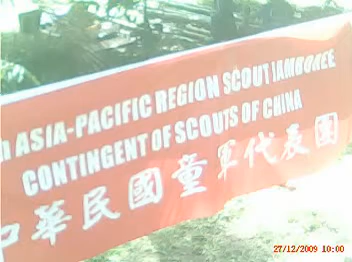 ASIA-PACIFIC REGION SCOUT JAMBOREE
CONTINGENT OF SCOUTS OF CHINA
中華民國童軍代表團
27/12/2009 10:00